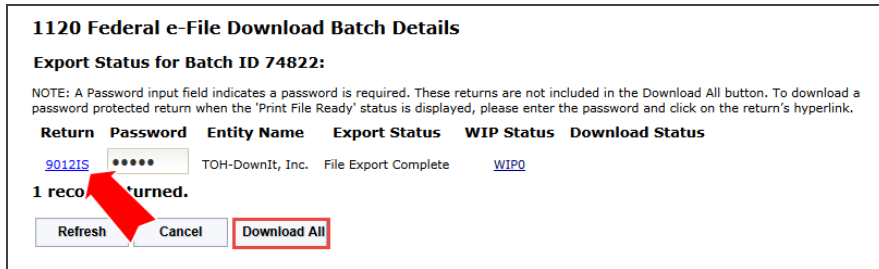 1120 Federal e-File Download Batch Details
Export Status for Batch ID 74822:
NOTE: A Password input field indicates a password is required. These returns are not included in the Download All button. To download a
password protected return when the 'Print File Ready' status is displayed, please enter the password and click on the return's hyperlink.
Return Password Entity Name Export Status WIP Status Download Status
9012IS ••••• TOH-DownIt, Inc. File Export Complete WIP0
1 turned.
Refresh Cancel Download All